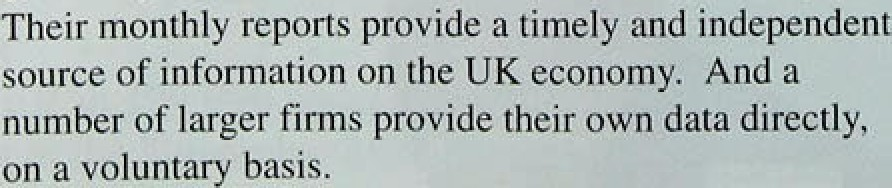 Their monthly reports provide a timely and independent
source of information on the UK economy.  And a
number of larger firms provide their own data directly,
on a voluntary basis.